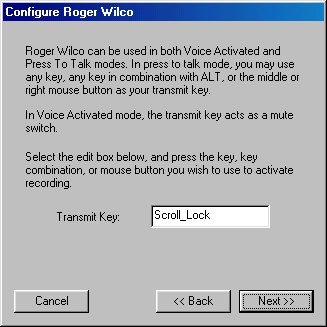 Configure Roger Wilco
Roger Wilco can be used in both Voice Activated and
Press To Talk modes. In press to talk mode, you may use
any key, any key in combination with ALT, or the middle or
right mouse button as your transmit key.
In Voice Activated mode, the transmit key acts as a mute
switch.
Select the edit box below, and press the key, key
combination, or mouse button you wish to use to activate
recording.
Transmit Key: Scroll_Lock
Cancel << Back Next >>